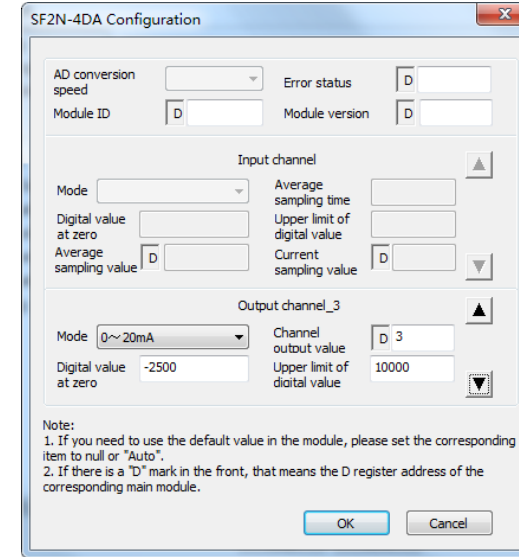 SF2N-4DA Configuration
x
AD conversion speed
Error status D
Module ID D
Module version D
Input channel
Mode
Average sampling time
Digital value at zero
Upper limit of digital value
Average sampling value D
Current sampling value D
Output channel_3
Mode 0～20mA
Channel output value D 3
Digital value at zero -2500
Upper limit of digital value 10000
Note:
1. If you need to use the default value in the module, please set the corresponding
item to null or "Auto".
2. If there is a "D" mark in the front, that means the D register address of the
corresponding main module.
OK Cancel